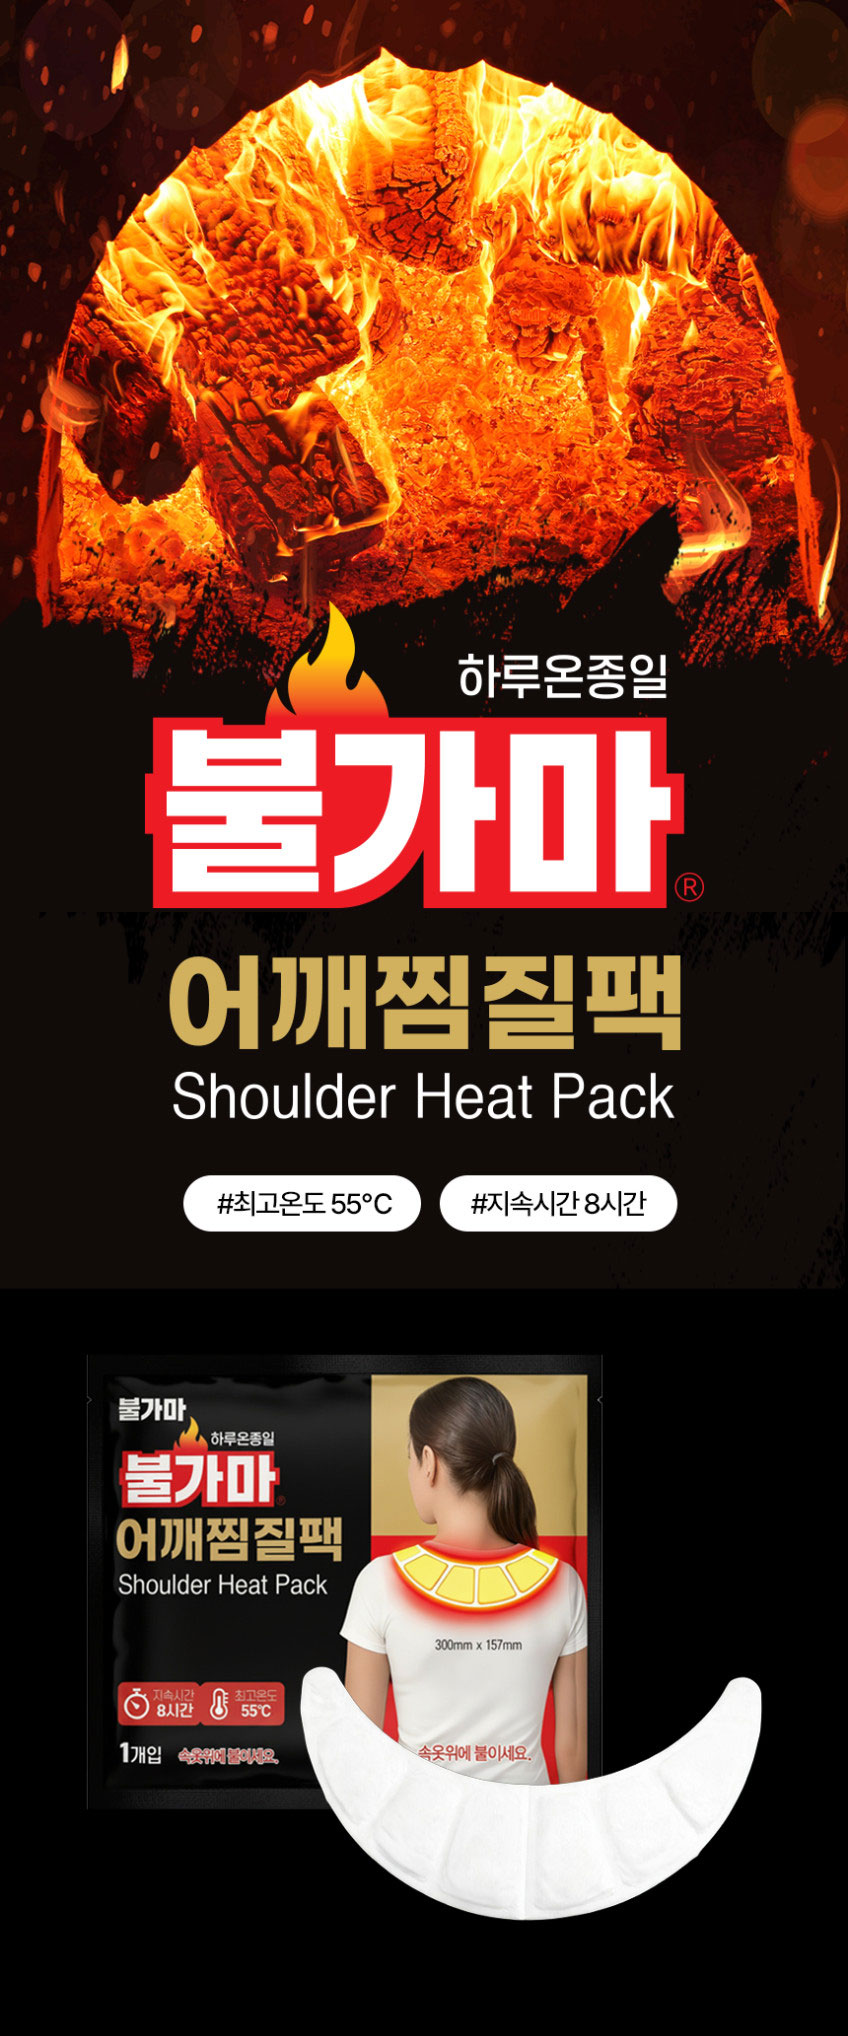 하루온종일
불가마®
어깨찜질팩
Shoulder Heat Pack
#최고온도 55°C
#지속시간 8시간
불가마
하루온종일
불가마®
어깨찜질팩
Shoulder Heat Pack
300mm x 157mm
지속시간
8시간
최고온도
55°C
1개입
속옷위에 붙이세요.
속옷위에 붙이세요.